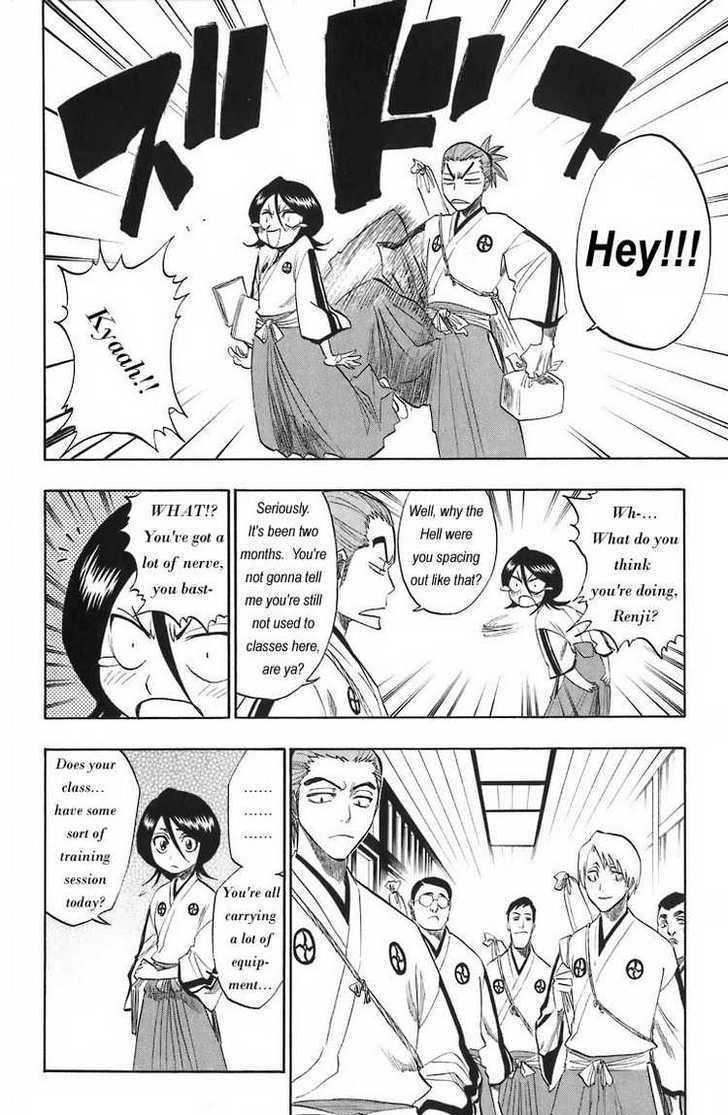 ズドス
Hey!!!
Kyaah!!
Wh-...
What do you
think
you're doing,
Renji?
Well, why the
Hell were
you spacing
out like that?
Seriously.
It's been two
months. You're
not gonna tell
me you're still
not used to
classes here,
are ya?
WHAT!?
You've got a
lot of nerve,
you bast-
......
......
You're all
carrying
a lot of
equip-
ment...
Does your
class...
have some
sort of
training
session
today?